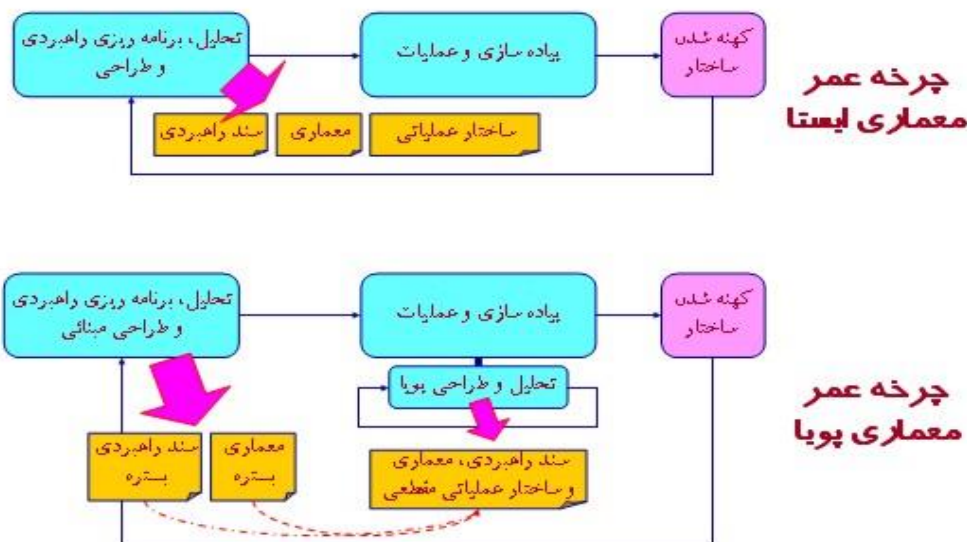 تحلیل، برنامه ریزی راهبردی
و طراحی
پیاده سازی و عملیات
کهنه شدن
ساختار
چرخه عمر
معماری ایستا
سند راهبردی
معماری
ساختار عملیاتی
تحلیل، برنامه ریزی راهبردی
و طراحی مبنائی
پیاده سازی و عملیات
کهنه شدن
ساختار
تحلیل و طراحی پویا
چرخه عمر
معماری پویا
سند راهبردی
بستره
معماری
بستره
سند راهبردی، معماری
و ساختار عملیاتی مقطعی